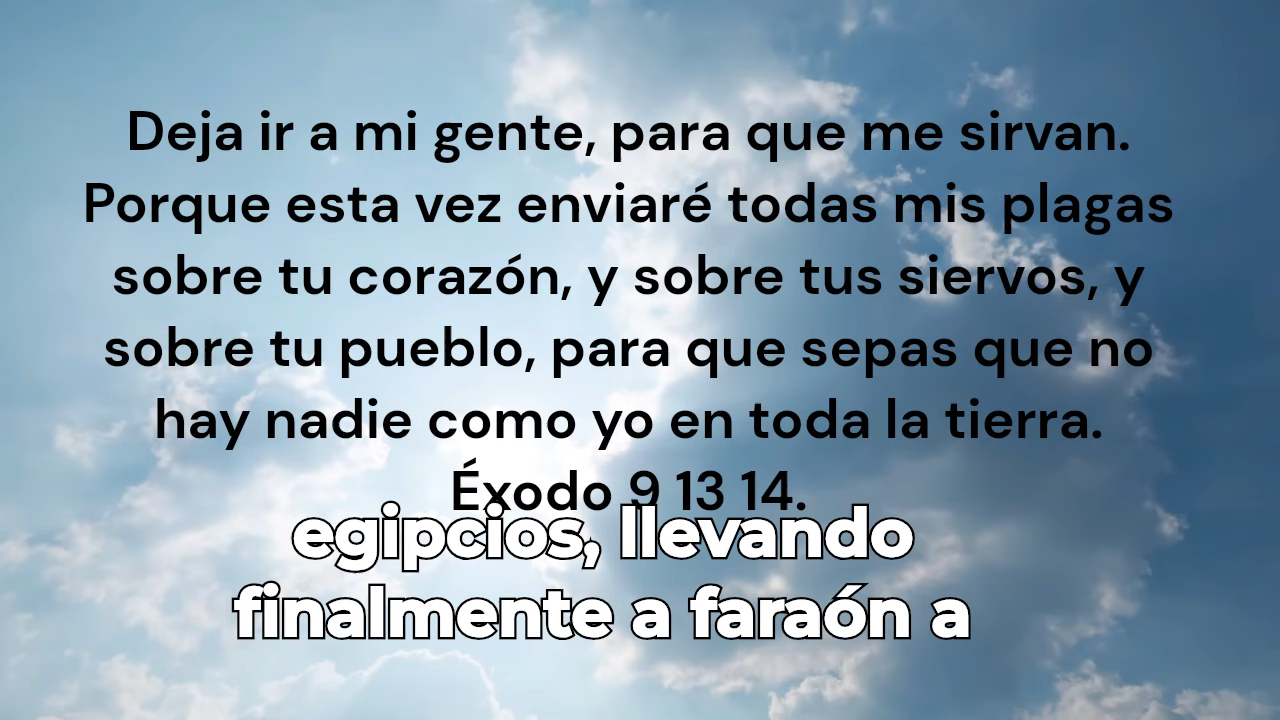 Deja ir a mi gente, para que me sirvan.
Porque esta vez enviaré todas mis plagas
sobre tu corazón, y sobre tus siervos, y
sobre tu pueblo, para que sepas que no
hay nadie como yo en toda la tierra.
Éxodo 9 13 14.
egipcios, llevando
finalmente a faraón a